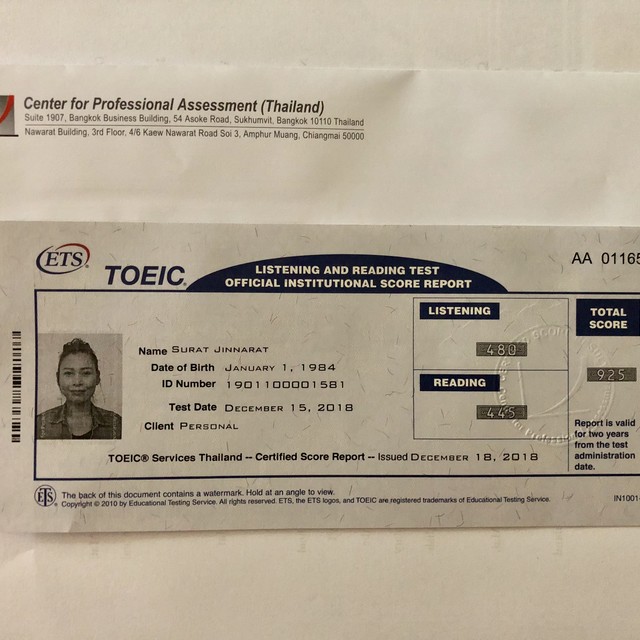 Center for Professional Assessment (Thailand)
Suite 1907, Bangkok Business Building, 54 Asoke Road, Sukhumvit, Bangkok 10110 Thailand
Nawarat Building, 3rd Floor, 4/6 Kaew Nawarat Road Soi 3, Amphur Muang, Chiangmai 50000
ETS®
TOEIC®
LISTENING AND READING TEST
OFFICIAL INSTITUTIONAL SCORE REPORT
AA 01165
Name SURAT JINNARAT
Date of Birth JANUARY 1, 1984
ID Number 1901100001581
Test Date DECEMBER 15, 2018
Client PERSONAL
LISTENING
480
READING
445
TOTAL
SCORE
925
Report is valid
for two years
from the test
administration
date.
TOEIC® Services Thailand -- Certified Score Report -- Issued DECEMBER 18, 2018
ETS®
The back of this document contains a watermark. Hold at an angle to view.
Copyright © 2010 by Educational Testing Service. All rights reserved. ETS, the ETS logos, and TOEIC are registered trademarks of Educational Testing Service.
IN1001